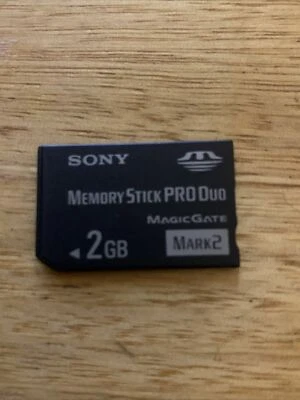 SONY
MEMORY STICK PRO DUO
MAGICGATE
2GB
MARK2